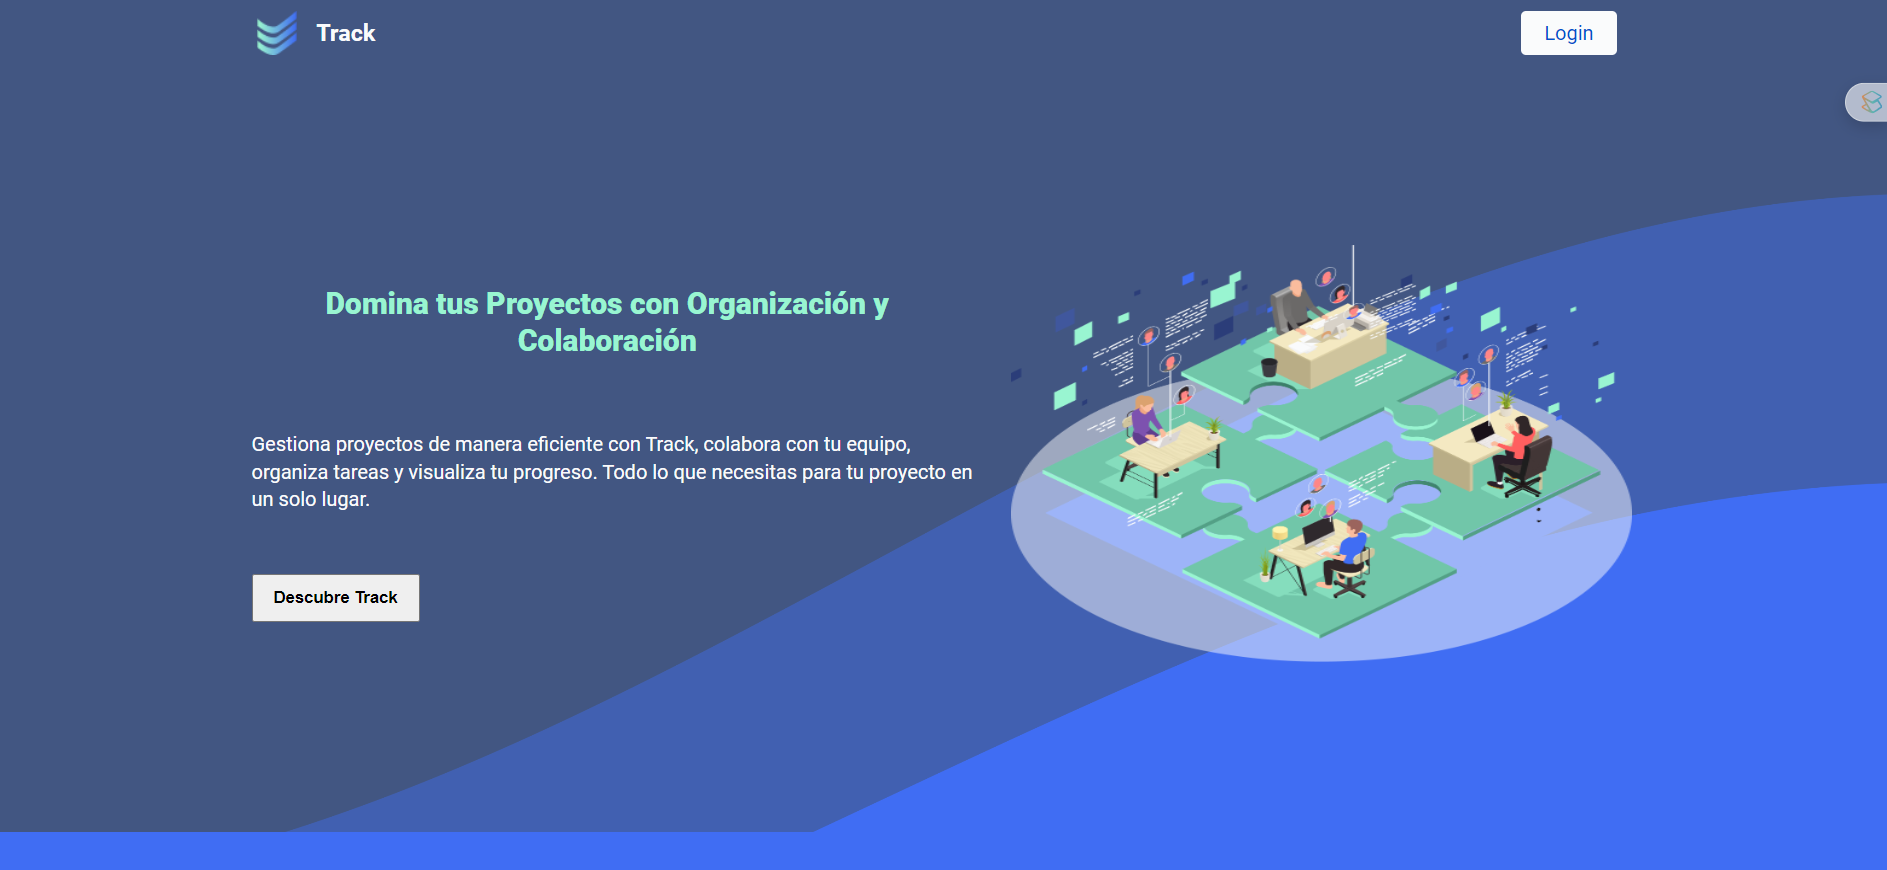 Track
Login
Domina tus Proyectos con Organización y
Colaboración
Gestiona proyectos de manera eficiente con Track, colabora con tu equipo,
organiza tareas y visualiza tu progreso. Todo lo que necesitas para tu proyecto en
un solo lugar.
Descubre Track